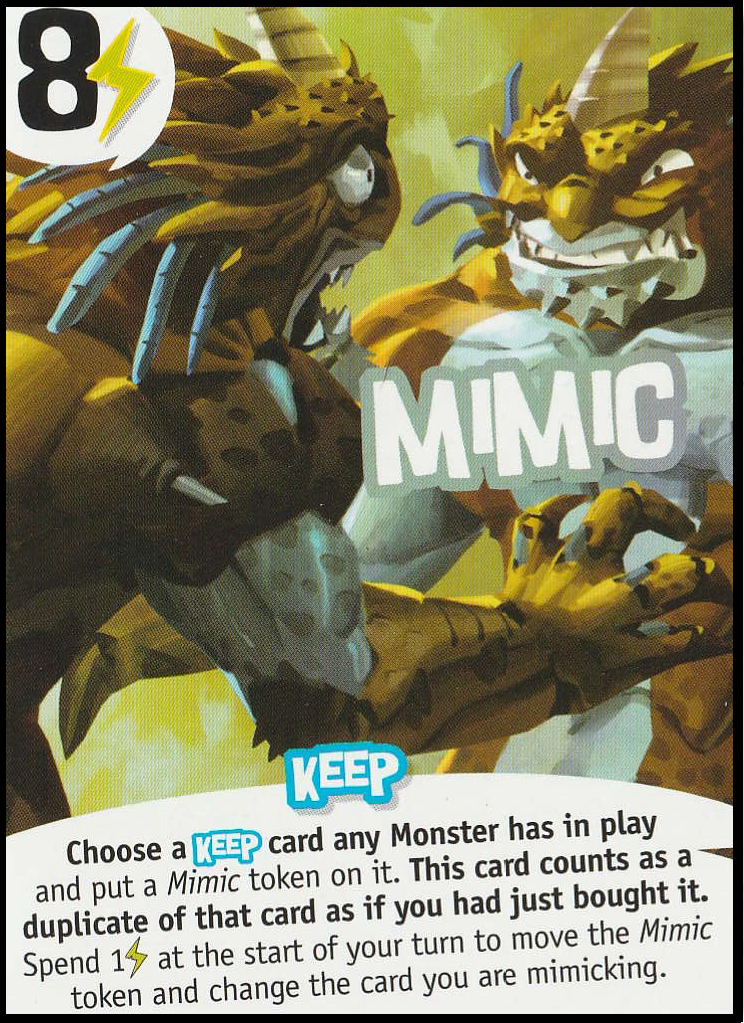 8
MIMIC
KEEP
Choose a KEEP card any Monster has in play
and put a Mimic token on it. This card counts as a
duplicate of that card as if you had just bought it.
Spend 1 at the start of your turn to move the Mimic
token and change the card you are mimicking.